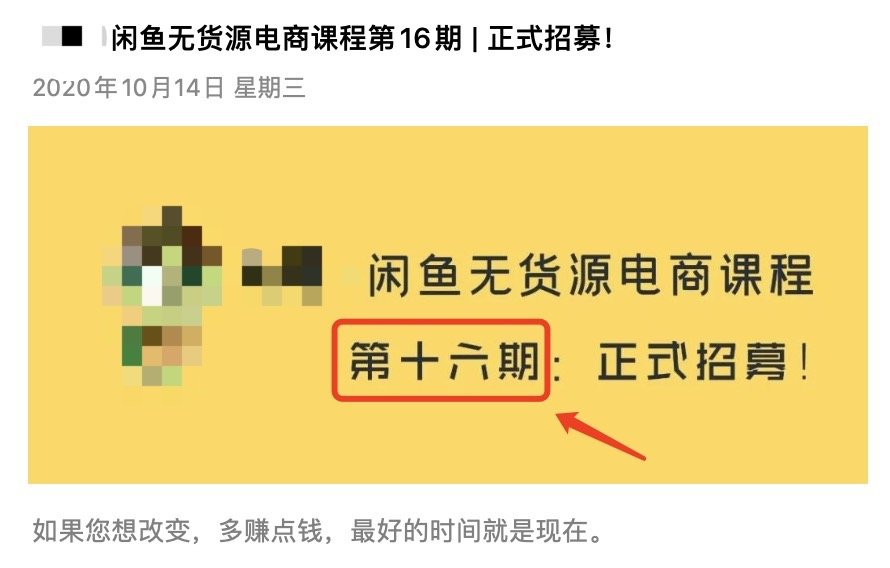 闲鱼无货源电商课程第16期 | 正式招募！
2020年10月14日 星期三
闲鱼无货源电商课程
第十六期：正式招募！
如果您想改变，多赚点钱，最好的时间就是现在。